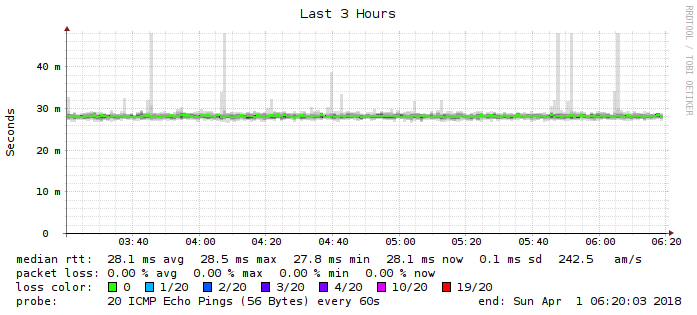 Last 3 Hours
RRDTOOL / TOBI OETIKER
Seconds
40 m
30 m
20 m
10 m
0
03:40 04:00 04:20 04:40 05:00 05:20 05:40 06:00 06:20
median rtt: 28.1 ms avg 28.5 ms max 27.8 ms min 28.1 ms now 0.1 ms sd 242.5 am/s
packet loss: 0.00 % avg 0.00 % max 0.00 % min 0.00 % now
loss color: 0 1/20 2/20 3/20 4/20 10/20 19/20
probe: 20 ICMP Echo Pings (56 Bytes) every 60s end: Sun Apr 1 06:20:03 2018